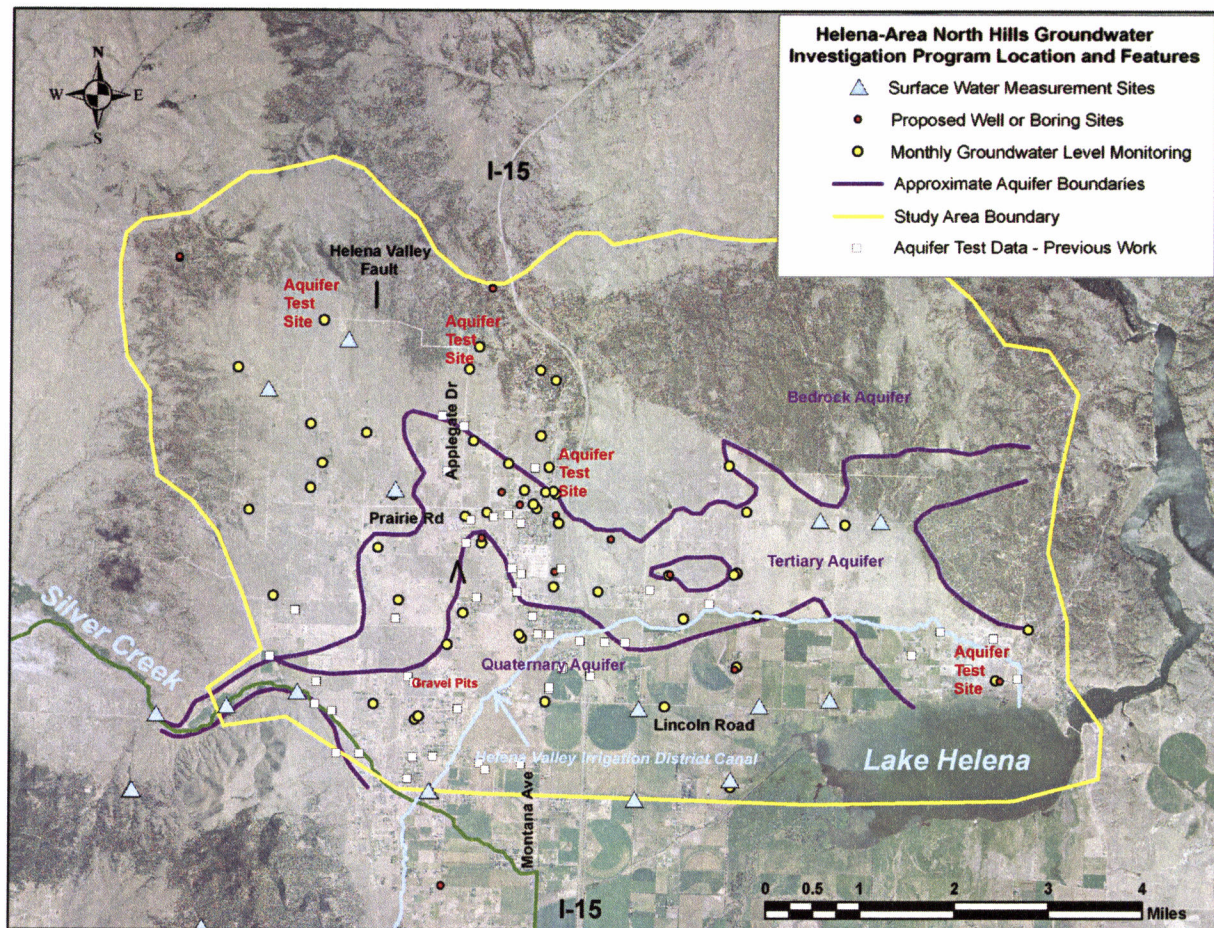 Helena-Area North Hills Groundwater
Investigation Program Location and Features
Surface Water Measurement Sites
Proposed Well or Boring Sites
Monthly Groundwater Level Monitoring
Approximate Aquifer Boundaries
Study Area Boundary
Aquifer Test Data - Previous Work
N
W
E
S
I-15
Helena Valley
Fault
Aquifer
Test
Site
Aquifer
Test
Site
Applegate Dr
Bedrock Aquifer
Aquifer
Test
Site
Prairie Rd
Tertiary Aquifer
Silver Creek
Quaternary Aquifer
Aquifer
Test
Site
Gravel Pits
Lincoln Road
Helena Valley Irrigation District Canal
Lake Helena
Montana Ave
I-15
0 0.5 1 2 3 4
Miles